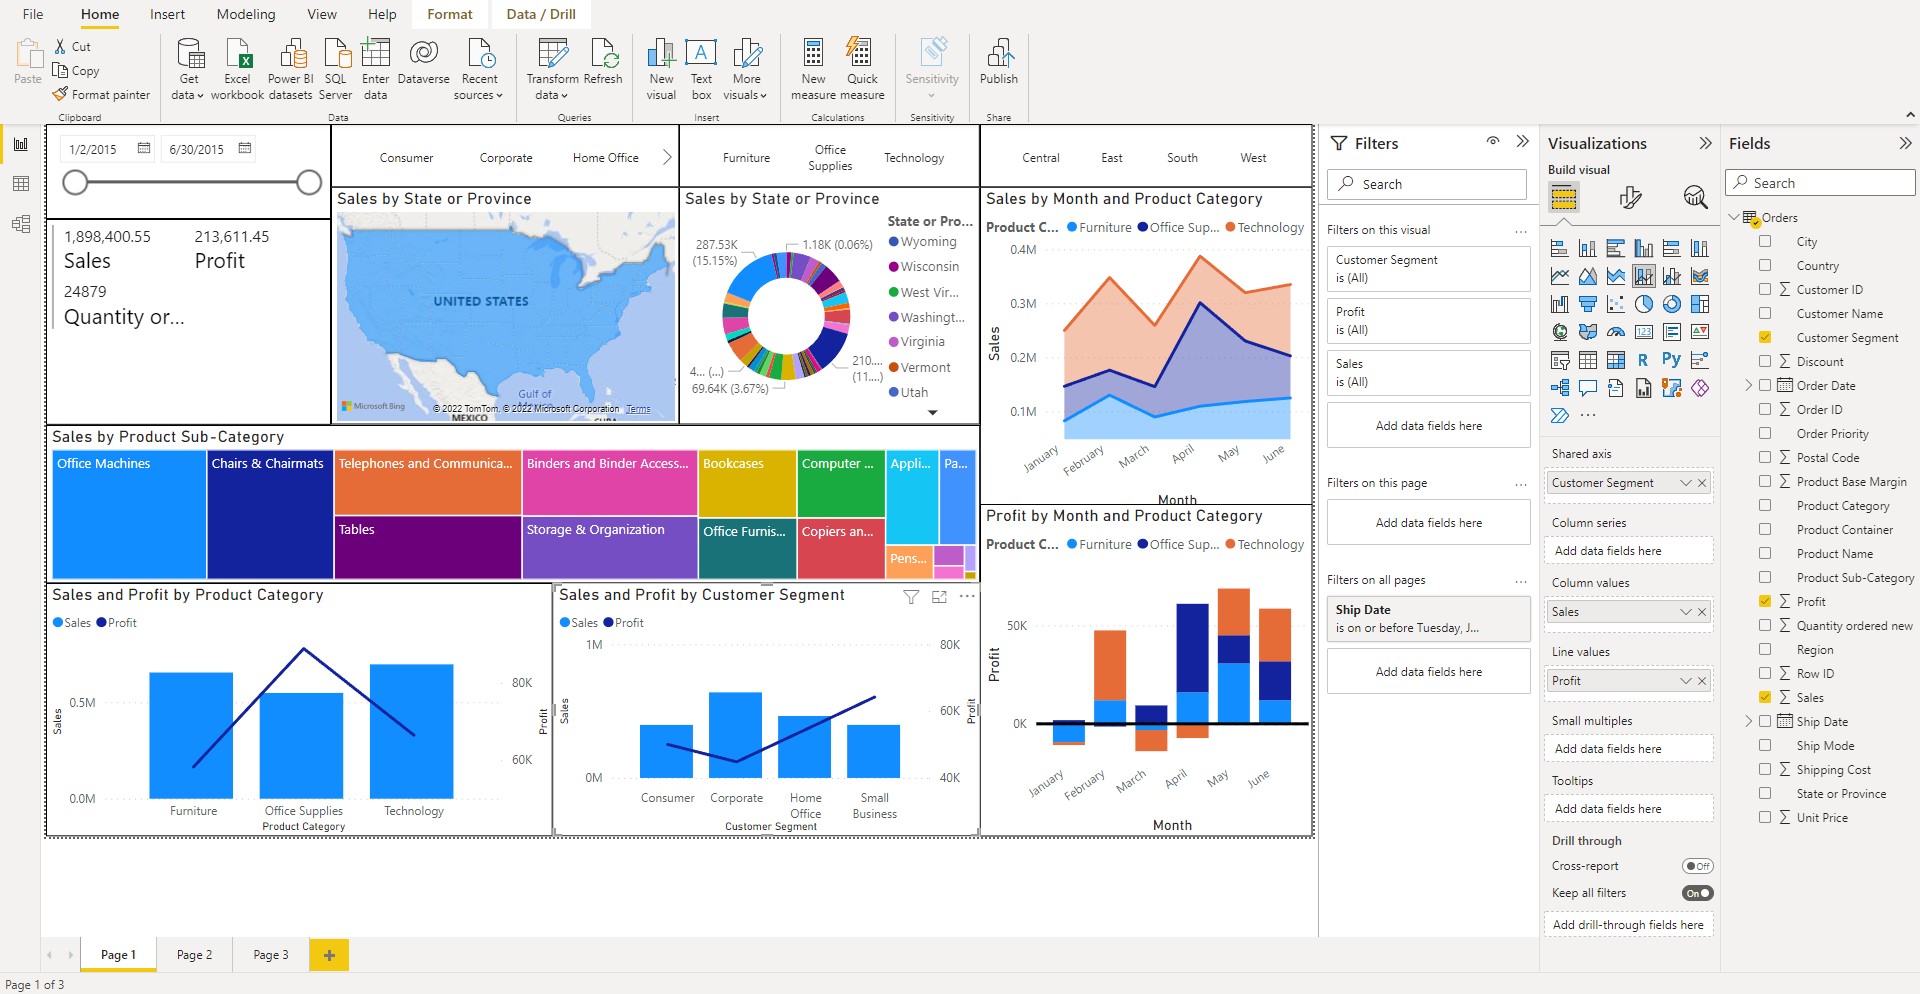 File Home Insert Modeling View Help Format Data / Drill
Paste
Cut
Copy
Format painter
Clipboard
Get data
Excel workbook
Power BI datasets
SQL Server
Enter data
Dataverse
Recent sources
Data
Transform data
Refresh
Queries
New visual
Text box
More visuals
Insert
New measure
Quick measure
Calculations
Sensitivity
Sensitivity
Publish
Share
1/2/2015 6/30/2015
Consumer Corporate Home Office
Furniture Office Supplies Technology
Central East South West
1,898,400.55
Sales
213,611.45
Profit
24879
Quantity or...
Sales by State or Province
UNITED STATES
Gulf of
MEXICO
Microsoft Bing
© 2022 TomTom, © 2022 Microsoft Corporation Terms
Sales by State or Province
287.53K
(15.15%)
1.18K (0.06%)
210...
(11....)
4... (...)
69.64K (3.67%)
State or Pro...
Wyoming
Wisconsin
West Vir...
Washingt...
Virginia
Vermont
Utah
Sales by Month and Product Category
Product C... Furniture Office Sup... Technology
0.4M
0.3M
0.2M
0.1M
Sales
January February March April May June
Month
Sales by Product Sub-Category
Office Machines
Chairs & Chairmats
Telephones and Communica...
Tables
Binders and Binder Access...
Storage & Organization
Bookcases
Office Furnis...
Computer ...
Copiers an...
Appli...
Pa...
Pens...
Profit by Month and Product Category
Product C... Furniture Office Sup... Technology
50K
0K
Profit
January February March April May June
Month
Sales and Profit by Product Category
Sales Profit
0.5M
0.0M
Sales
80K
60K
Profit
Furniture Office Supplies Technology
Product Category
Sales and Profit by Customer Segment
Sales Profit
1M
0M
Sales
80K
60K
40K
Profit
Consumer Corporate Home Office Small Business
Customer Segment
Filters
Search
Filters on this visual ...
Customer Segment
is (All)
Profit
is (All)
Sales
is (All)
Add data fields here
Filters on this page ...
Add data fields here
Filters on all pages ...
Ship Date
is on or before Tuesday, J...
Add data fields here
Visualizations
Build visual
123
R
Py
...
Shared axis
Customer Segment
Column series
Add data fields here
Column values
Sales
Line values
Profit
Small multiples
Add data fields here
Tooltips
Add data fields here
Drill through
Cross-report Off
Keep all filters On
Add drill-through fields here
Fields
Search
Orders
City
Country
Customer ID
Customer Name
Customer Segment
Discount
Order Date
Order ID
Order Priority
Postal Code
Product Base Margin
Product Category
Product Container
Product Name
Product Sub-Category
Profit
Quantity ordered new
Region
Row ID
Sales
Ship Date
Ship Mode
Shipping Cost
State or Province
Unit Price
Page 1 Page 2 Page 3 +
Page 1 of 3